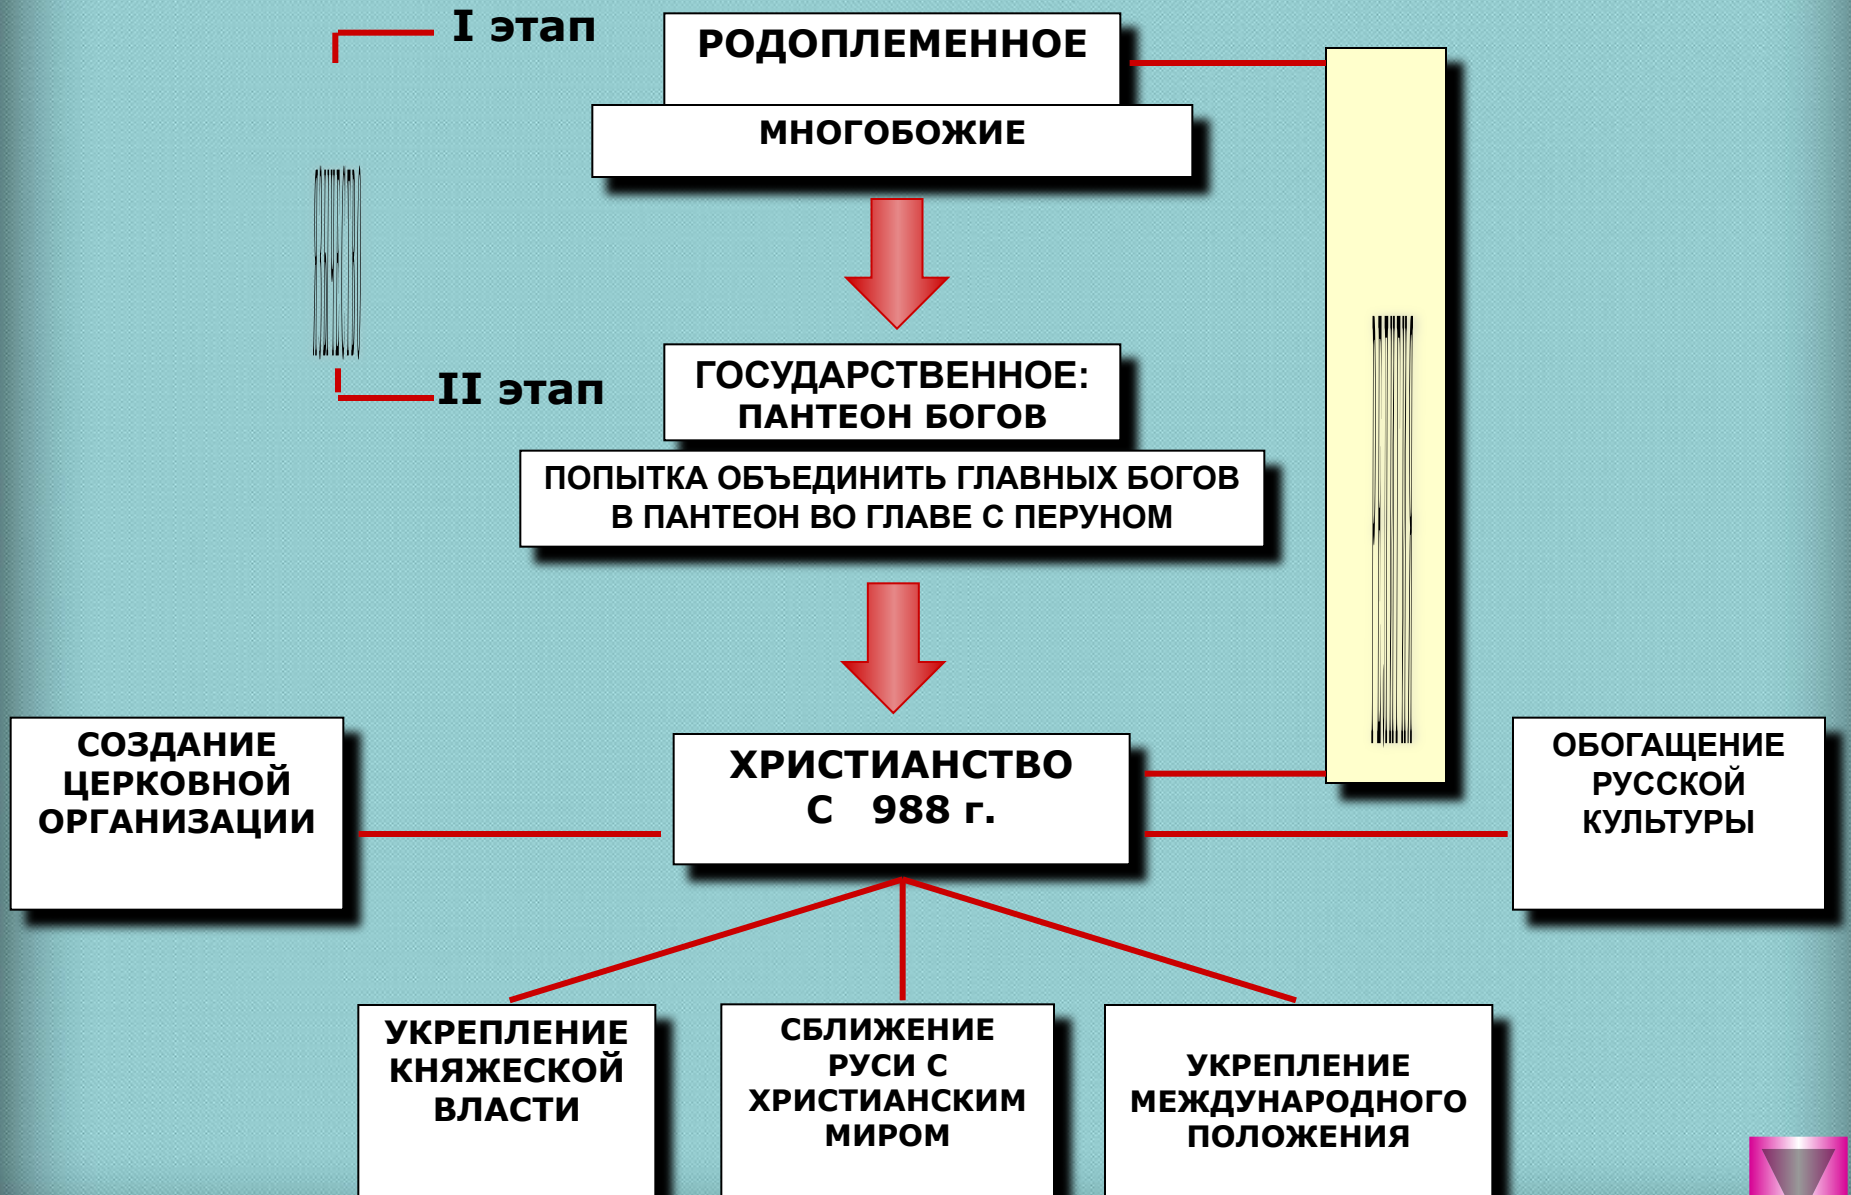 I этап
РОДОПЛЕМЕННОЕ
МНОГОБОЖИЕ
II этап
ГОСУДАРСТВЕННОЕ:
ПАНТЕОН БОГОВ
ПОПЫТКА ОБЪЕДИНИТЬ ГЛАВНЫХ БОГОВ
В ПАНТЕОН ВО ГЛАВЕ С ПЕРУНОМ
СОЗДАНИЕ
ЦЕРКОВНОЙ
ОРГАНИЗАЦИИ
ХРИСТИАНСТВО
С 988 г.
ОБОГАЩЕНИЕ
РУССКОЙ
КУЛЬТУРЫ
УКРЕПЛЕНИЕ
КНЯЖЕСКОЙ
ВЛАСТИ
СБЛИЖЕНИЕ
РУСИ С
ХРИСТИАНСКИМ
МИРОМ
УКРЕПЛЕНИЕ
МЕЖДУНАРОДНОГО
ПОЛОЖЕНИЯ